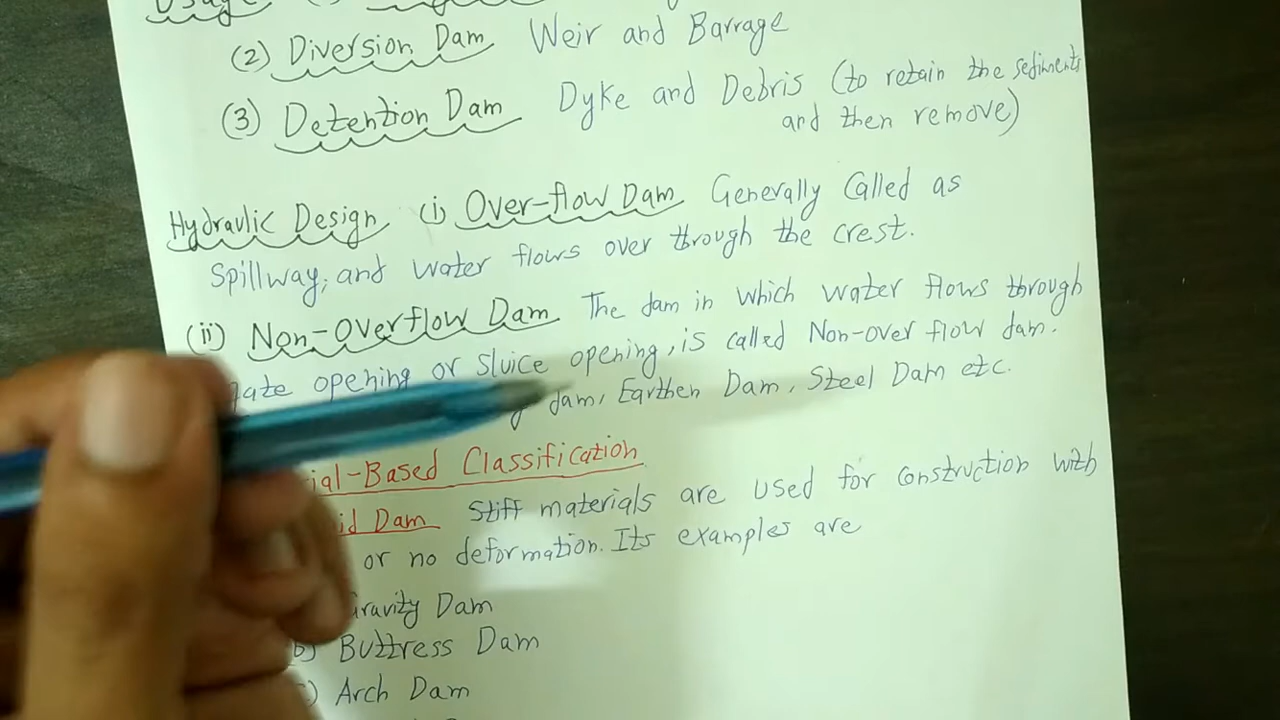 Usage
(2) Diversion Dam Weir and Barrage
(3) Detention Dam Dyke and Debris (to retain the sediments
and then remove)
Hydraulic Design (i) Over-flow Dam Generally Called as
Spillway, and water flows over through the crest.
(ii) Non-Overflow Dam The dam in which water flows through
gate opening or sluice opening, is called Non-over flow dam.
dam, Earthen Dam, Steel Dam etc.
ial-Based Classification
id Dam Stiff materials are used for construction with
or no deformation. Its examples are
Gravity Dam
(b) Buttress Dam
(c) Arch Dam